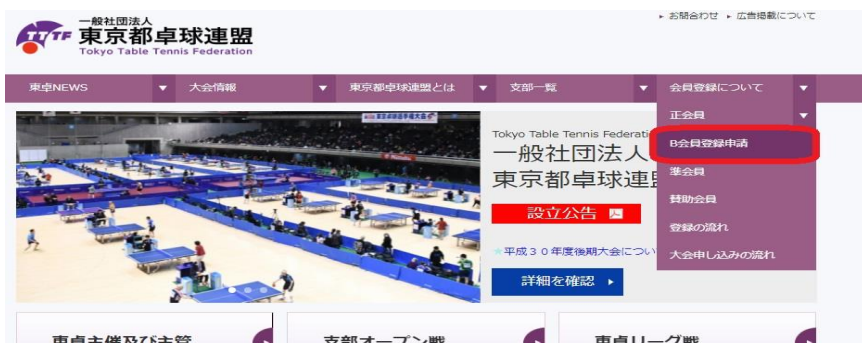 ▸ お問合わせ ▸ 広告掲載について
TTTF
一般社団法人
東京都卓球連盟
Tokyo Table Tennis Federation
東卓NEWS ▼ 大会情報 ▼ 東京都卓球連盟とは ▼ 支部一覧 ▼ 会員登録について ▼
正会員 ▼
B会員登録申請
準会員
賛助会員
登録の流れ
大会申し込みの流れ
Tokyo Table Tennis Federati
一般社団法人
東京都卓球連
設立公告
平成30年度後期大会につい
詳細を確認 ▸
東卓主催及び主管
支部オープン戦
東卓リーグ戦